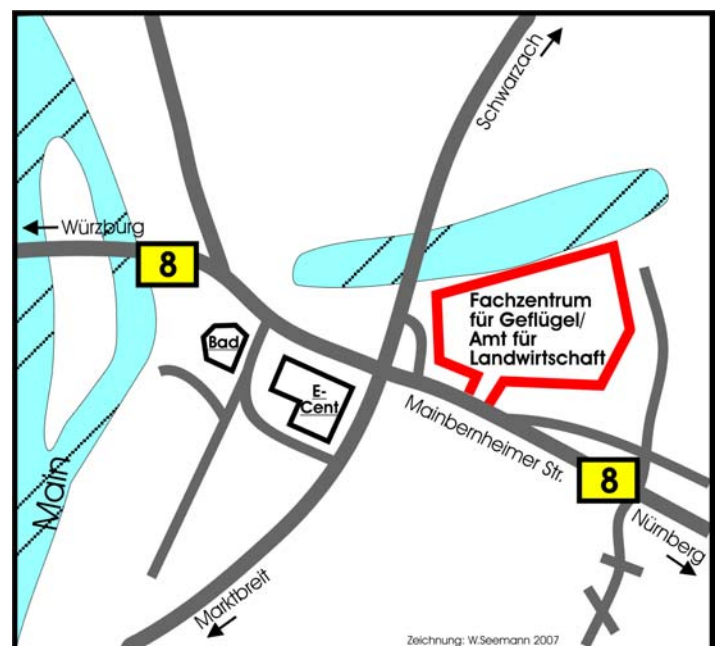 Schwarzach
Würzburg
8
Fachzentrum
für Geflügel/
Amt für
Landwirtschaft
Bad
E-
Cent
Mainbernheimer Str.
8
Main
Nürnberg
Marktbreit
Zeichnung: W.Seemann 2007